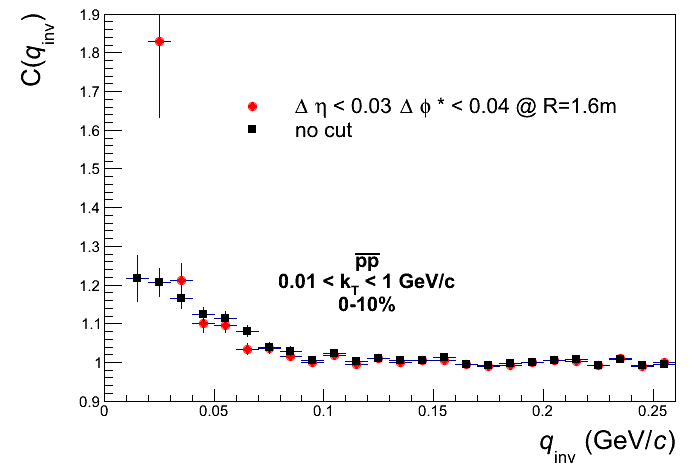 C(q_inv)
1.9
1.8
1.7
1.6
1.5
1.4
1.3
1.2
1.1
1
0.9
Δ η < 0.03 Δ ϕ * < 0.04 @ R=1.6m
no cut
p̅p̅
0.01 < k_T < 1 GeV/c
0-10%
0 0.05 0.1 0.15 0.2 0.25
q_inv (GeV/c)